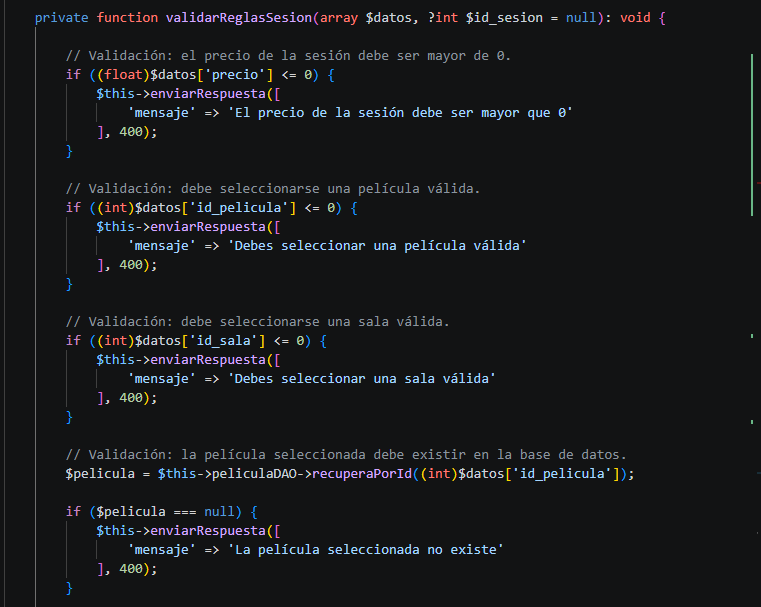 private function validarReglasSesion(array $datos, ?int $id_sesion = null): void {
// Validación: el precio de la sesión debe ser mayor de 0.
if ((float)$datos['precio'] <= 0) {
$this->enviarRespuesta([
'mensaje' => 'El precio de la sesión debe ser mayor que 0'
], 400);
}
// Validación: debe seleccionarse una película válida.
if ((int)$datos['id_pelicula'] <= 0) {
$this->enviarRespuesta([
'mensaje' => 'Debes seleccionar una película válida'
], 400);
}
// Validación: debe seleccionarse una sala válida.
if ((int)$datos['id_sala'] <= 0) {
$this->enviarRespuesta([
'mensaje' => 'Debes seleccionar una sala válida'
], 400);
}
// Validación: la película seleccionada debe existir en la base de datos.
$pelicula = $this->peliculaDAO->recuperaPorId((int)$datos['id_pelicula']);
if ($pelicula === null) {
$this->enviarRespuesta([
'mensaje' => 'La película seleccionada no existe'
], 400);
}